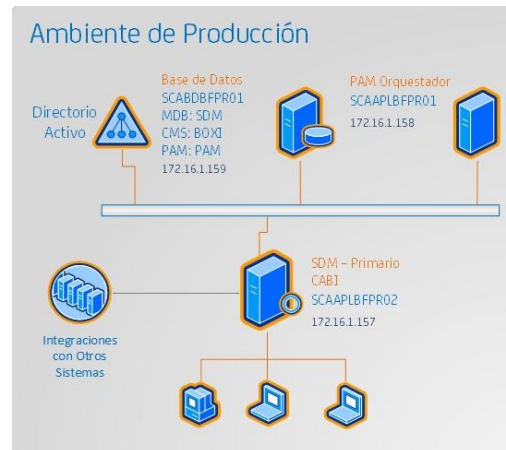 Ambiente de Producción
Directorio
Activo
Base de Datos
SCABDBFPR01
MDB: SDM
CMS: BOXI
PAM: PAM
172.16.1.159
PAM Orquestador
SCAAPLBFPR01
172.16.1.158
SDM – Primario
CABI
SCAAPLBFPR02
172.16.1.157
Integraciones
con Otros
Sistemas